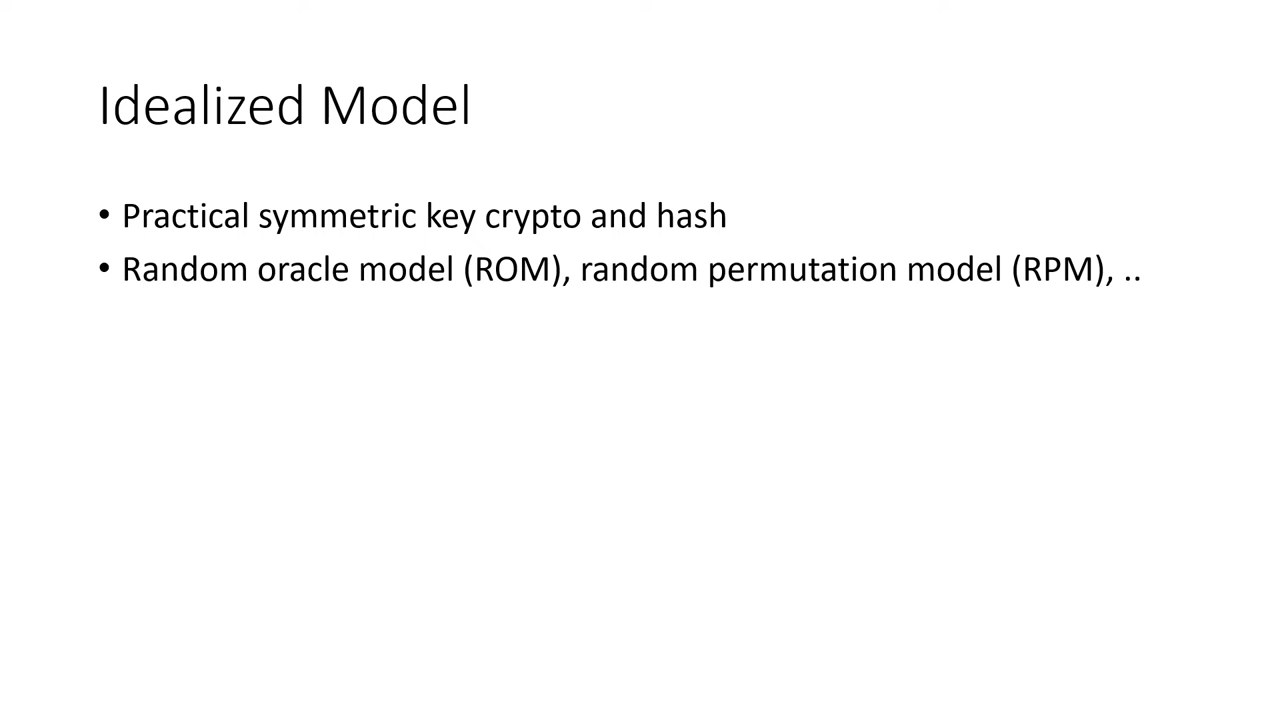 Idealized Model
• Practical symmetric key crypto and hash
• Random oracle model (ROM), random permutation model (RPM), ..